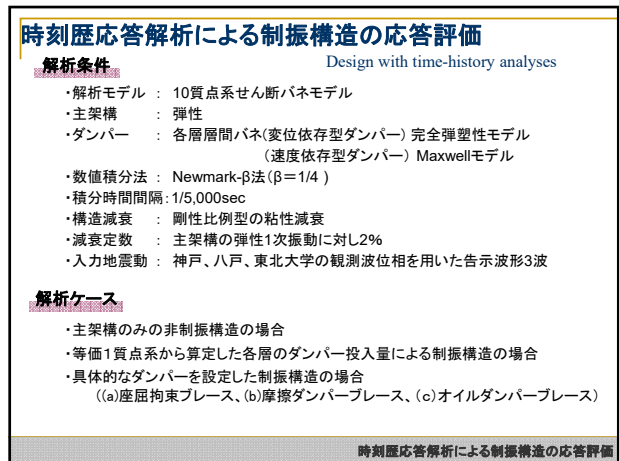 時刻歴応答解析による制振構造の応答評価
解析条件
Design with time-history analyses
・解析モデル ： 10質点系せん断バネモデル
・主架構 ： 弾性
・ダンパー ： 各層層間バネ(変位依存型ダンパー) 完全弾塑性モデル
(速度依存型ダンパー) Maxwellモデル
・数値積分法 ： Newmark-β法(β＝1/4 )
・積分時間間隔：1/5,000sec
・構造減衰 ： 剛性比例型の粘性減衰
・減衰定数 ： 主架構の弾性1次振動に対し2%
・入力地震動 ： 神戸、八戸、東北大学の観測波位相を用いた告示波形3波
解析ケース
・主架構のみの非制振構造の場合
・等価1質点系から算定した各層のダンパー投入量による制振構造の場合
・具体的なダンパーを設定した制振構造の場合
((a)座屈拘束ブレース、(b)摩擦ダンパーブレース、(ｃ)オイルダンパーブレース)
時刻歴応答解析による制振構造の応答評価